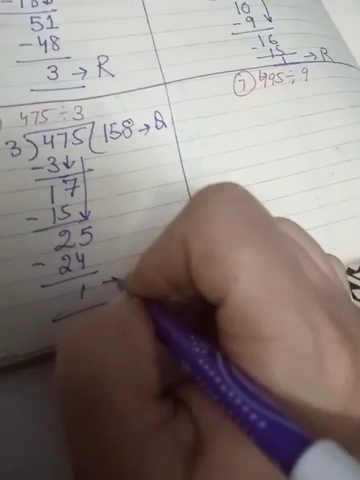 51
-48
3 → R
475 ÷ 3
3)475(158 → Q
-3↓
17
-15↓
25
-24
1 →
10
-9↓
16
-15
1 → R
7 495 ÷ 9